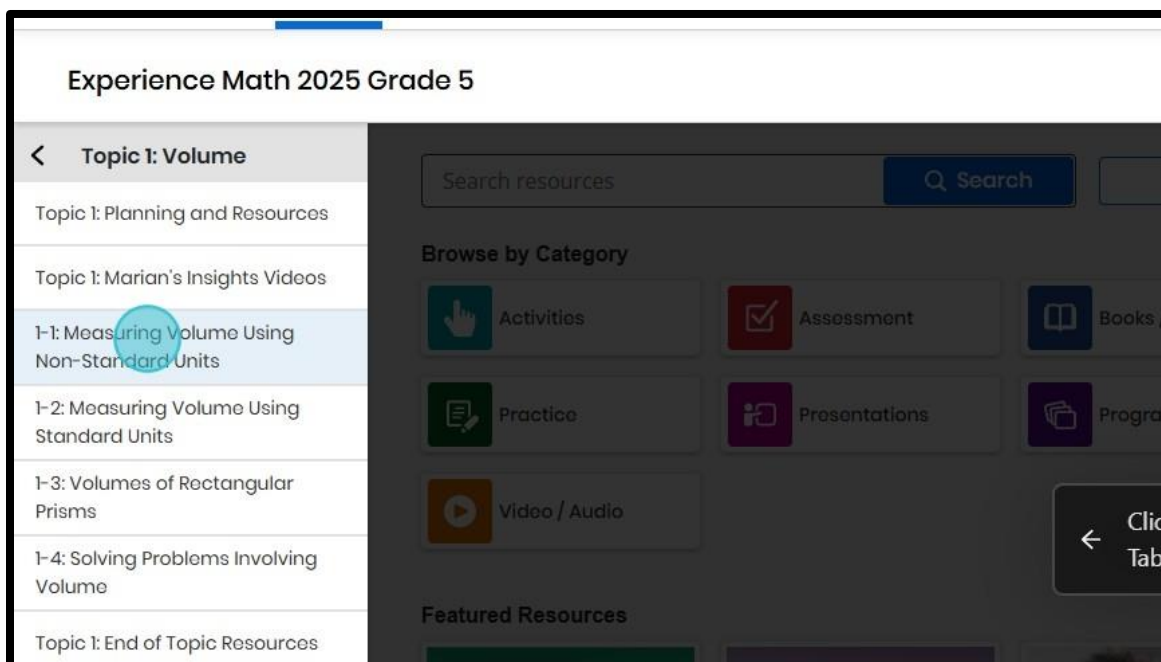 Experience Math 2025 Grade 5
Topic 1: Volume
Topic 1: Planning and Resources
Topic 1: Marian's Insights Videos
1-1: Measuring Volume Using
Non-Standard Units
1-2: Measuring Volume Using
Standard Units
1-3: Volumes of Rectangular
Prisms
1-4: Solving Problems Involving
Volume
Topic 1: End of Topic Resources
Search resources
Search
Browse by Category
Activities
Assessment
Books
Practice
Presentations
Video / Audio
Featured Resources